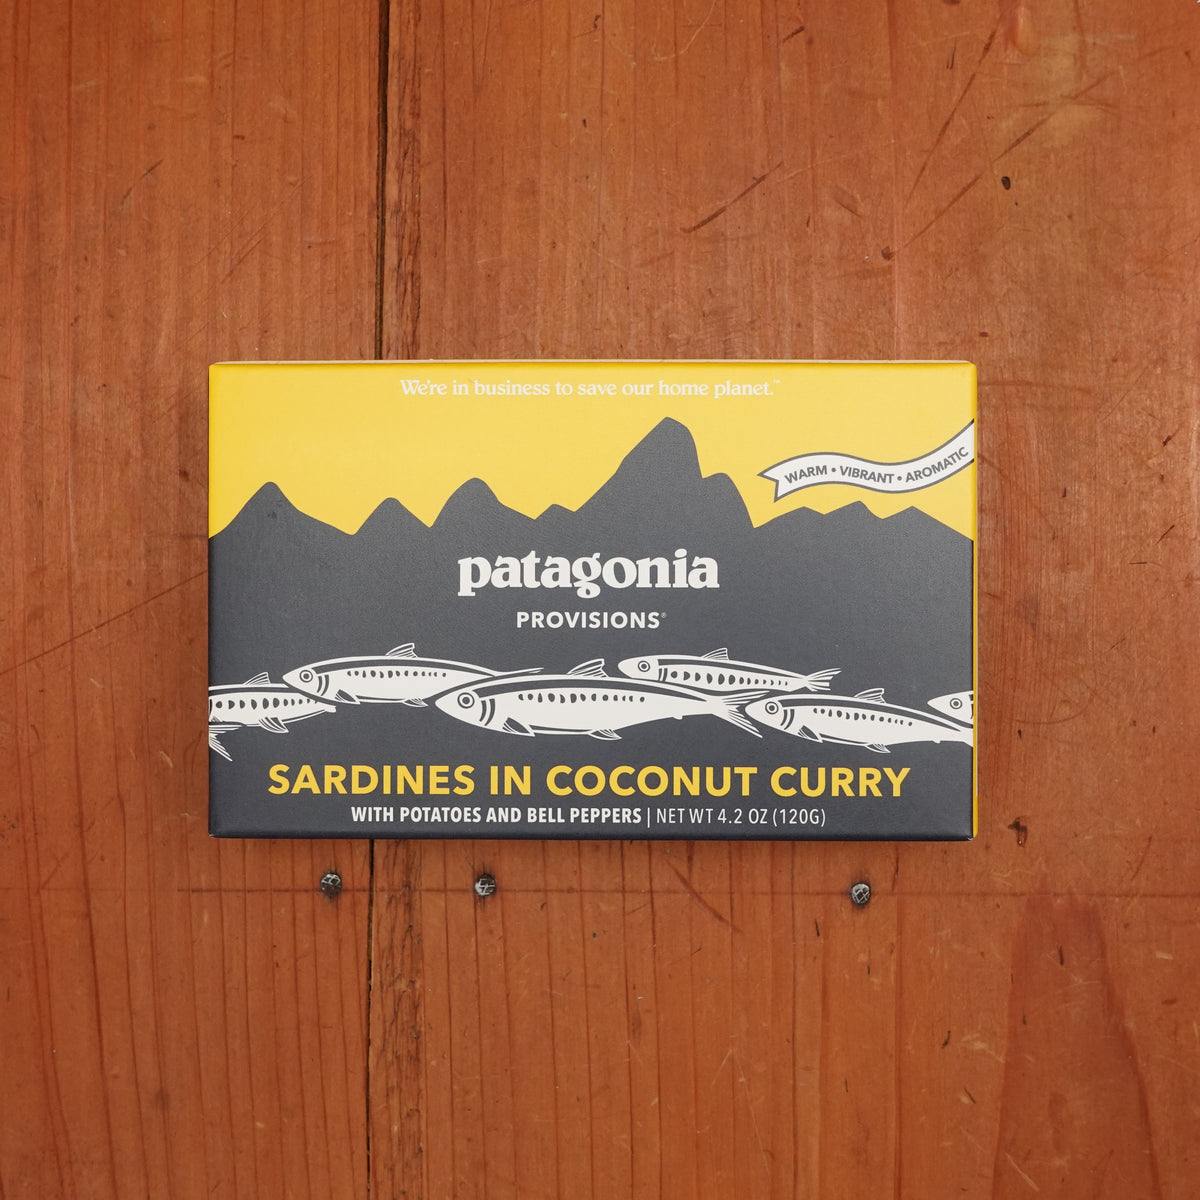 We're in business to save our home planet.™
WARM • VIBRANT • AROMATIC
patagonia
PROVISIONS®
SARDINES IN COCONUT CURRY
WITH POTATOES AND BELL PEPPERS | NET WT 4.2 OZ (120G)